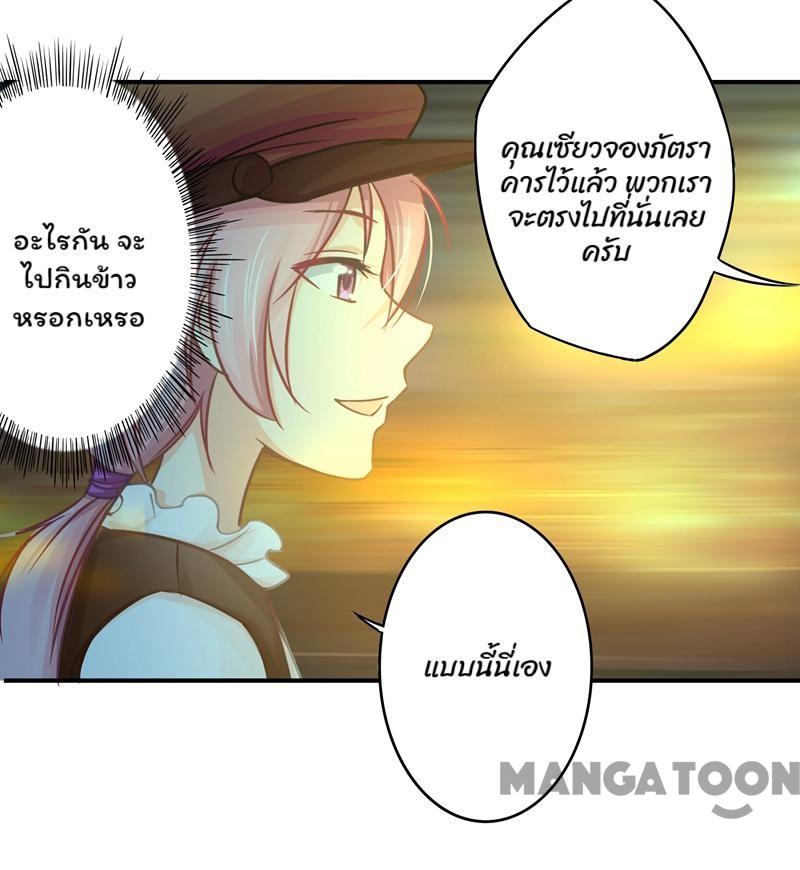 คุณเซียวจองภัตรา
คารไว้แล้ว พวกเรา
จะตรงไปที่นั่นเลย
ครับ
อะไรกัน จะ
ไปกินข้าว
หรอกเหรอ
แบบนี้นี่เอง
MANGATOON